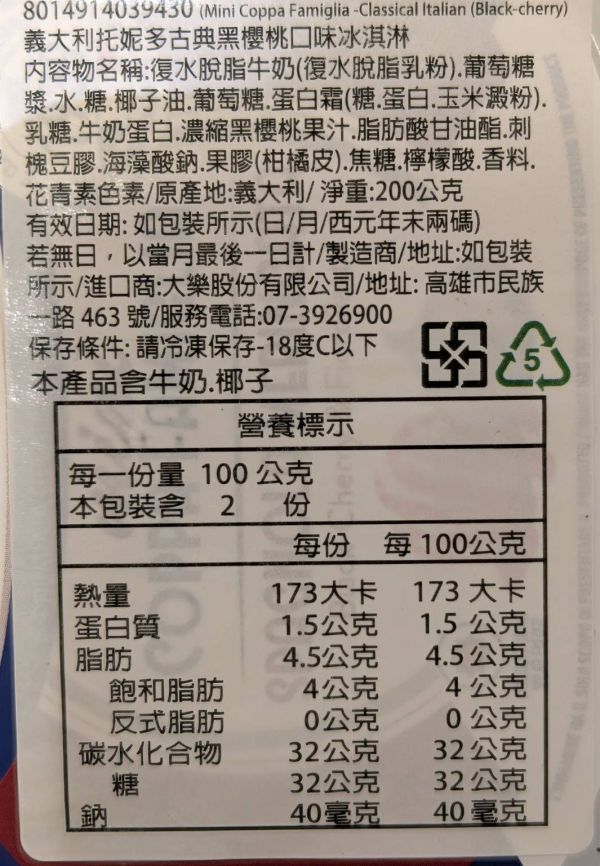 8014914039430 (Mini Coppa Famiglia -Classical Italian (Black-cherry)
義大利托妮多古典黑櫻桃口味冰淇淋
內容物名稱:復水脫脂牛奶(復水脫脂乳粉).葡萄糖
漿.水.糖.椰子油.葡萄糖.蛋白霜(糖.蛋白.玉米澱粉).
乳糖.牛奶蛋白.濃縮黑櫻桃果汁.脂肪酸甘油酯.刺
槐豆膠.海藻酸鈉.果膠(柑橘皮).焦糖.檸檬酸.香料.
花青素色素/原產地:義大利/ 淨重:200公克
有效日期: 如包裝所示(日/月/西元年末兩碼)
若無日，以當月最後一日計/製造商/地址:如包裝
所示/進口商:大樂股份有限公司/地址: 高雄市民族
一路 463 號/服務電話:07-3926900
保存條件: 請冷凍保存-18度C以下
5
本產品含牛奶.椰子
營養標示
每一份量 100 公克
本包裝含 2 份
每份 每 100公克
熱量 173大卡 173 大卡
蛋白質 1.5公克 1.5 公克
脂肪 4.5公克 4.5 公克
飽和脂肪 4公克 4 公克
反式脂肪 0公克 0 公克
碳水化合物 32公克 32 公克
糖 32公克 32 公克
鈉 40毫克 40 毫克